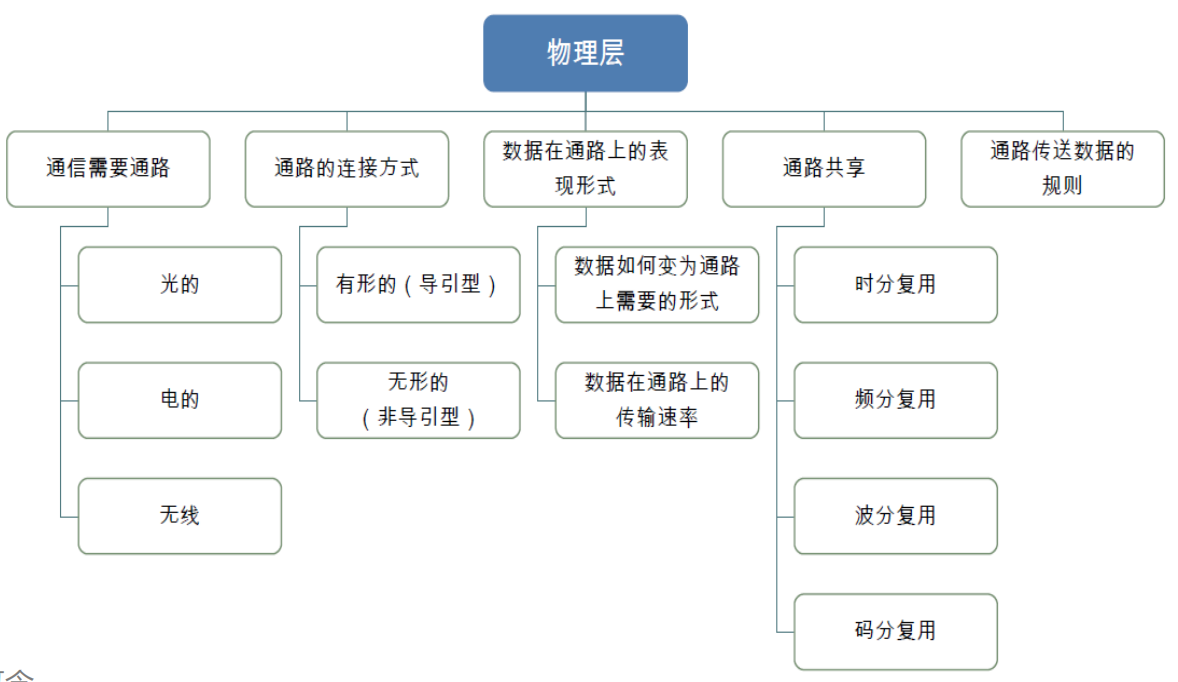 物理层
通信需要通路
通路的连接方式
数据在通路上的表
现形式
通路共享
通路传送数据的
规则
光的
电的
无线
有形的（导引型）
无形的
（非导引型）
数据如何变为通路
上需要的形式
数据在通路上的
传输速率
时分复用
频分复用
波分复用
码分复用